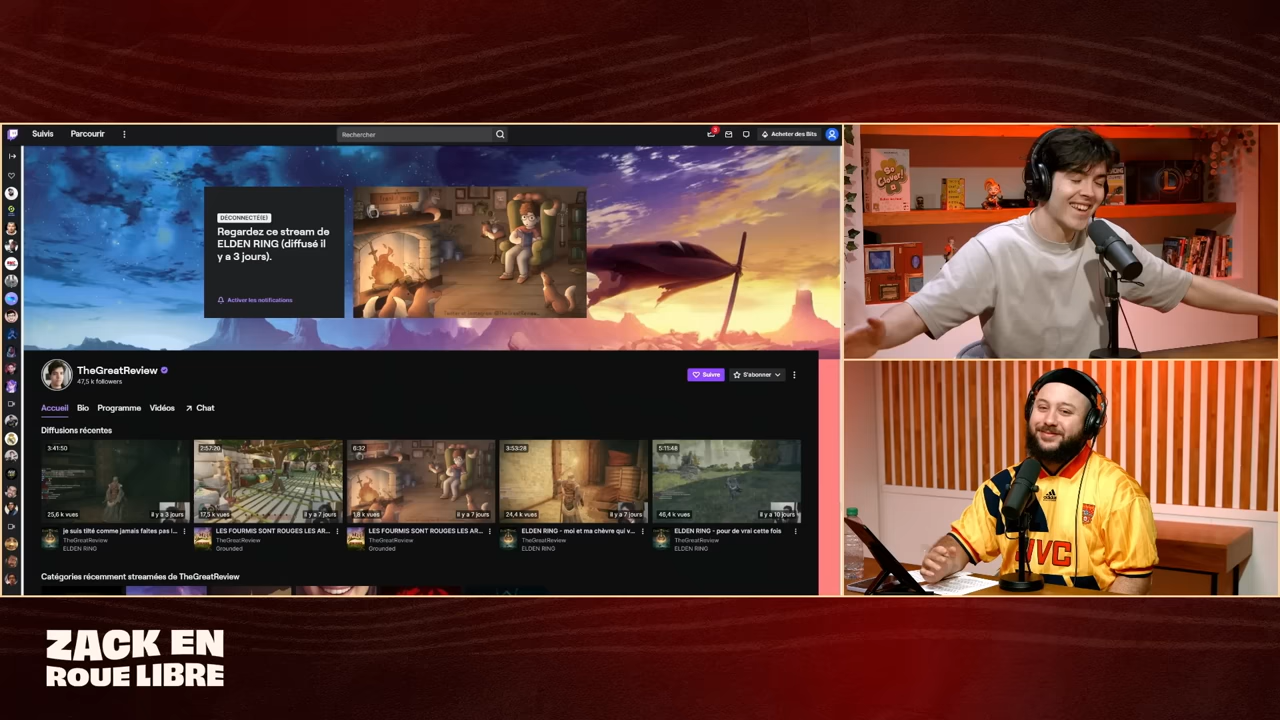 Suivis
Parcourir
Rechercher
3
Acheter des Bits
DÉCONNECTÉ(E)
Regardez ce stream de
ELDEN RING (diffusé il
y a 3 jours).
Activer les notifications
TheGreatReview
47,5 k followers
Suivre
S'abonner
Accueil
Bio
Programme
Vidéos
Chat
Diffusions récentes
3:41:50
2:57:20
6:32
3:53:28
5:11:48
25,6 k vues
il y a 3 jours
17,5 k vues
il y a 7 jours
1,8 k vues
il y a 7 jours
24,4 k vues
il y a 7 jours
46,4 k vues
il y a 10 jours
je suis tilté comme jamais faites pas i...
TheGreatReview
ELDEN RING
LES FOURMIS SONT ROUGES LES AR...
TheGreatReview
Grounded
LES FOURMIS SONT ROUGES LES AR...
TheGreatReview
Grounded
ELDEN RING - moi et ma chèvre qui v...
TheGreatReview
ELDEN RING
ELDEN RING - pour de vrai cette fois
TheGreatReview
ELDEN RING
Catégories récemment streamées de TheGreatReview
So
Clover!
adidas
JVC
ZACK EN
ROUE LIBRE